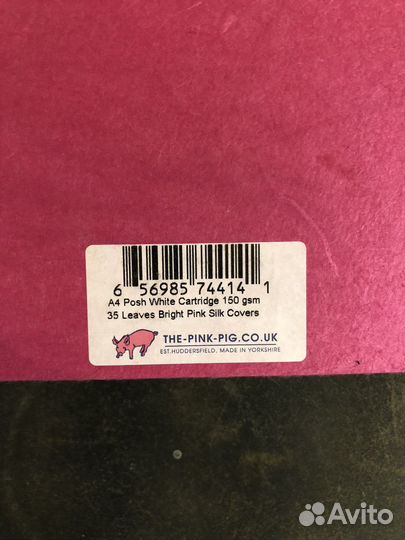 6 56985 74414 1
A4 Posh White Cartridge 150 gsm
35 Leaves Bright Pink Silk Covers
THE-PINK-PIG.CO.UK
EST.HUDDERSFIELD, MADE IN YORKSHIRE
Avito